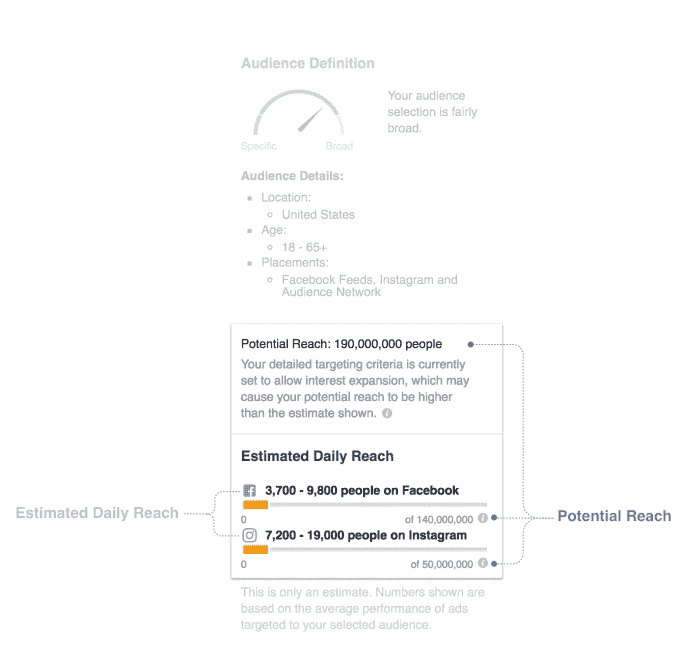 Audience Definition
Your audience
selection is fairly
broad.
Specific
Broad
Audience Details:
Location:
United States
Age:
18 - 65+
Placements:
Facebook Feeds, Instagram and
Audience Network
Potential Reach: 190,000,000 people
Your detailed targeting criteria is currently
set to allow interest expansion, which may
cause your potential reach to be higher
than the estimate shown.
Estimated Daily Reach
3,700 - 9,800 people on Facebook
0
of 140,000,000
Estimated Daily Reach
Potential Reach
7,200 - 19,000 people on Instagram
0
of 50,000,000
This is only an estimate. Numbers shown are
based on the average performance of ads
targeted to your selected audience.